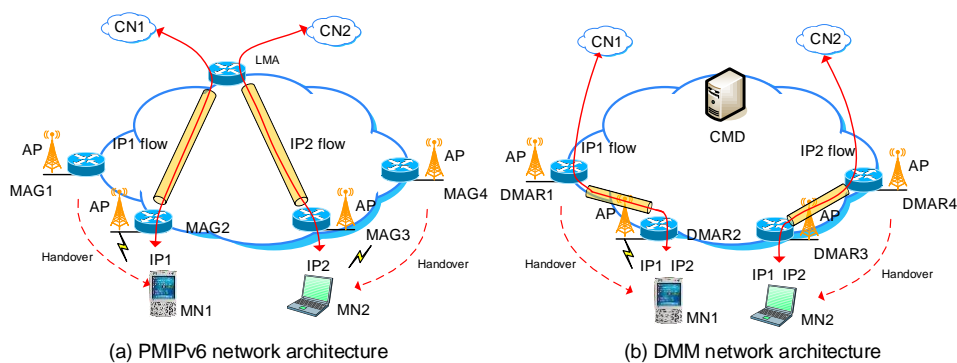 CN1
CN2
LMA
AP
IP1 flow
IP2 flow
AP
MAG1
MAG4
AP
AP
MAG2
MAG3
Handover
IP1
IP2
Handover
MN1
MN2
(a) PMIPv6 network architecture
CN1
CN2
CMD
AP
IP1 flow
IP2 flow
AP
DMAR1
DMAR4
AP
AP
DMAR2
DMAR3
Handover
IP1 IP2
IP1 IP2
Handover
MN1
MN2
(b) DMM network architecture